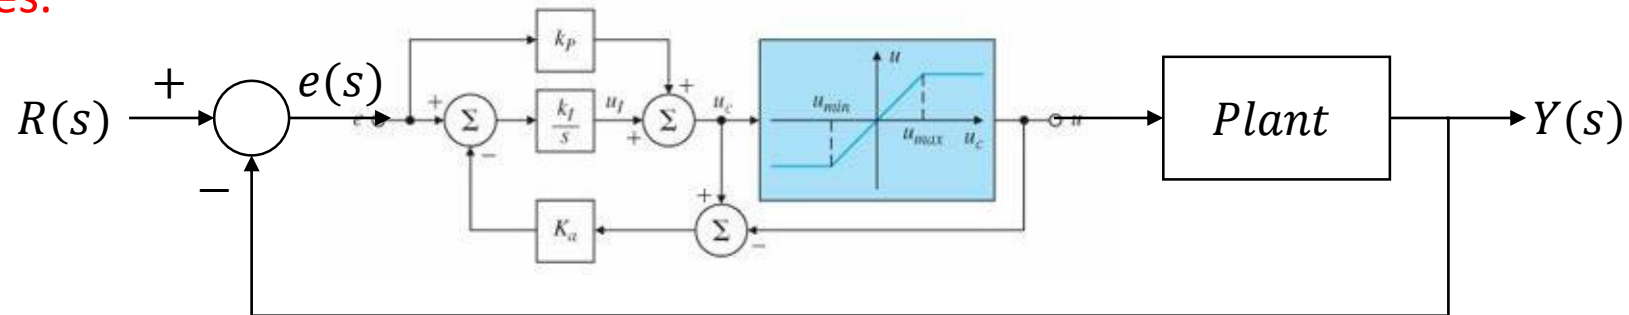 es:
R(s) + − e(s) e
+ Σ −
k_P
k_I
s
u_I
+ Σ +
u_c
K_a
+ Σ −
u
u_min
u_max u_c
u
Plant
Y(s)